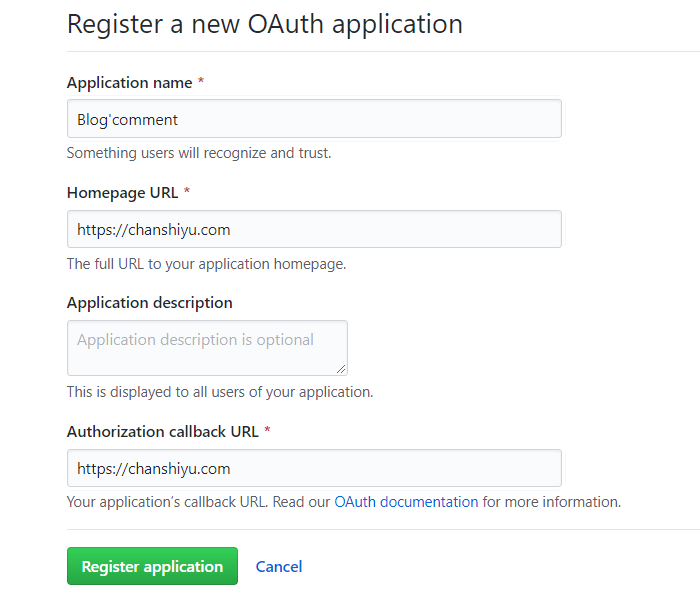 Register a new OAuth application
Application name *
Blog'comment
Something users will recognize and trust.
Homepage URL *
https://chanshiyu.com
The full URL to your application homepage.
Application description
Application description is optional
This is displayed to all users of your application.
Authorization callback URL *
https://chanshiyu.com
Your application’s callback URL. Read our OAuth documentation for more information.
Register application Cancel